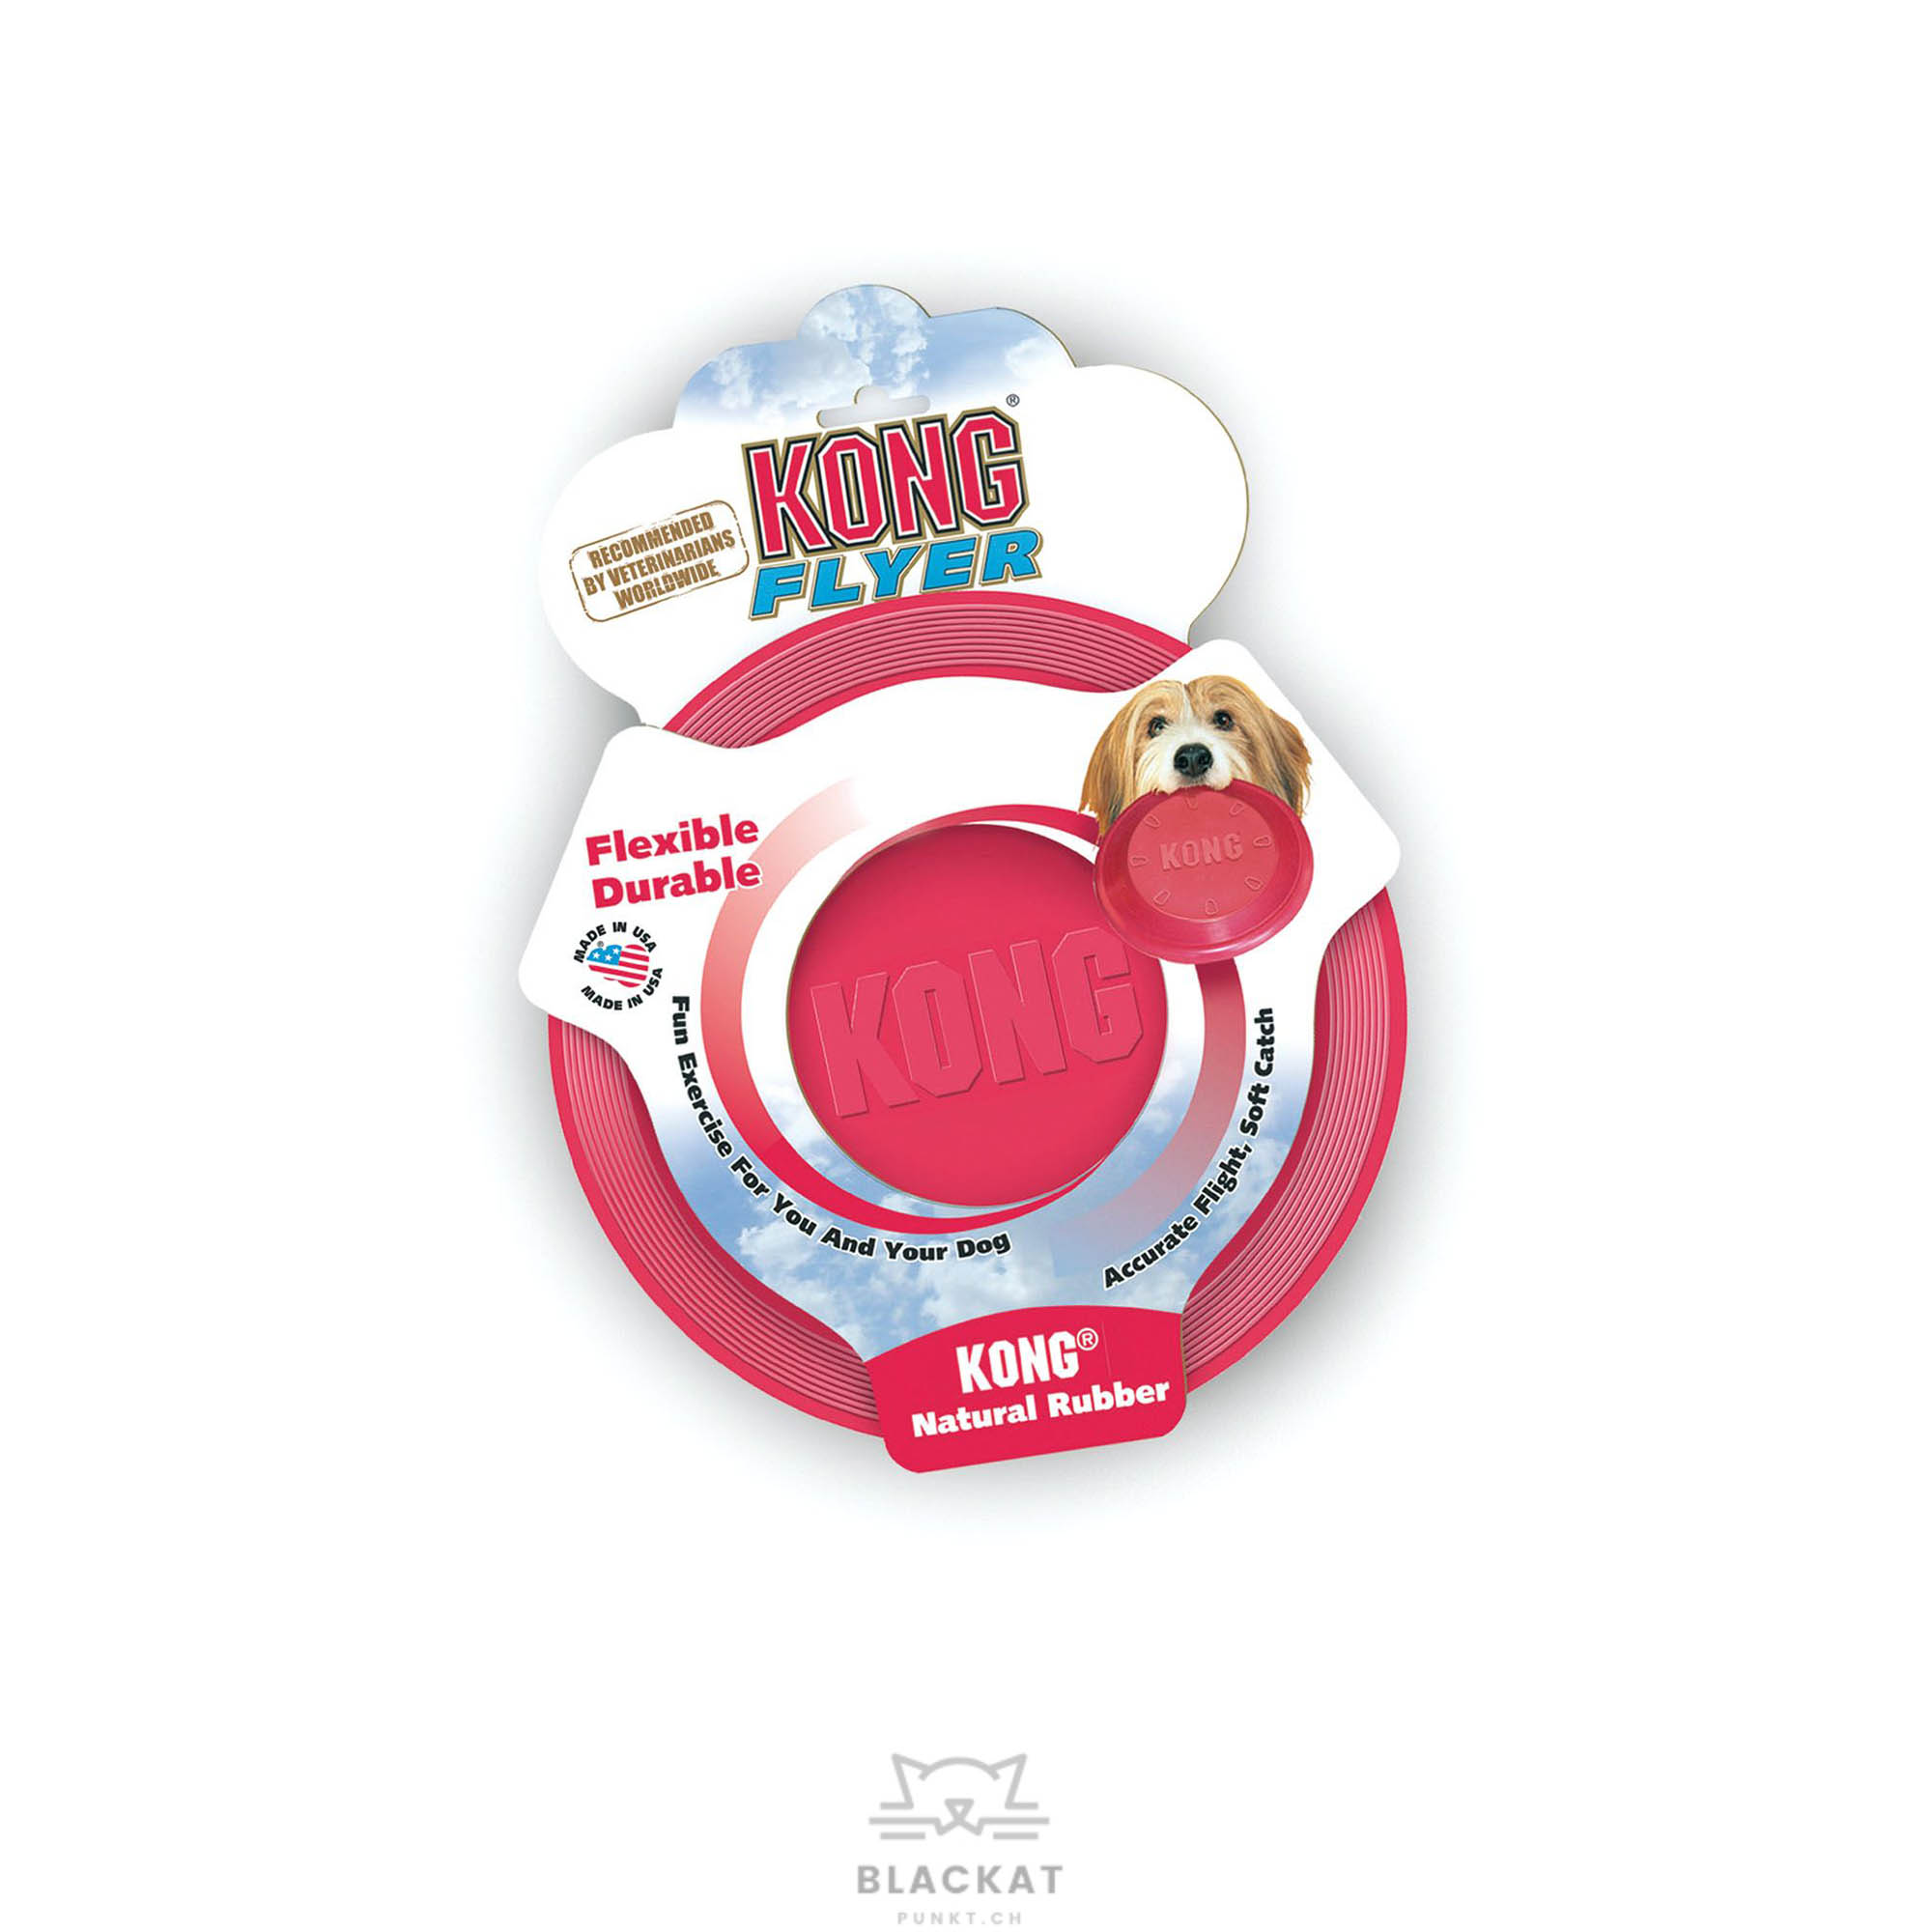 KONG®
FLYER
RECOMMENDED
BY VETERINARIANS
WORLDWIDE
Flexible
Durable
MADE IN USA
MADE IN USA
KONG
KONG
Fun Exercise For You And Your Dog
Accurate Flight, Soft Catch
KONG®
Natural Rubber
BLACKAT
PUNKT.CH